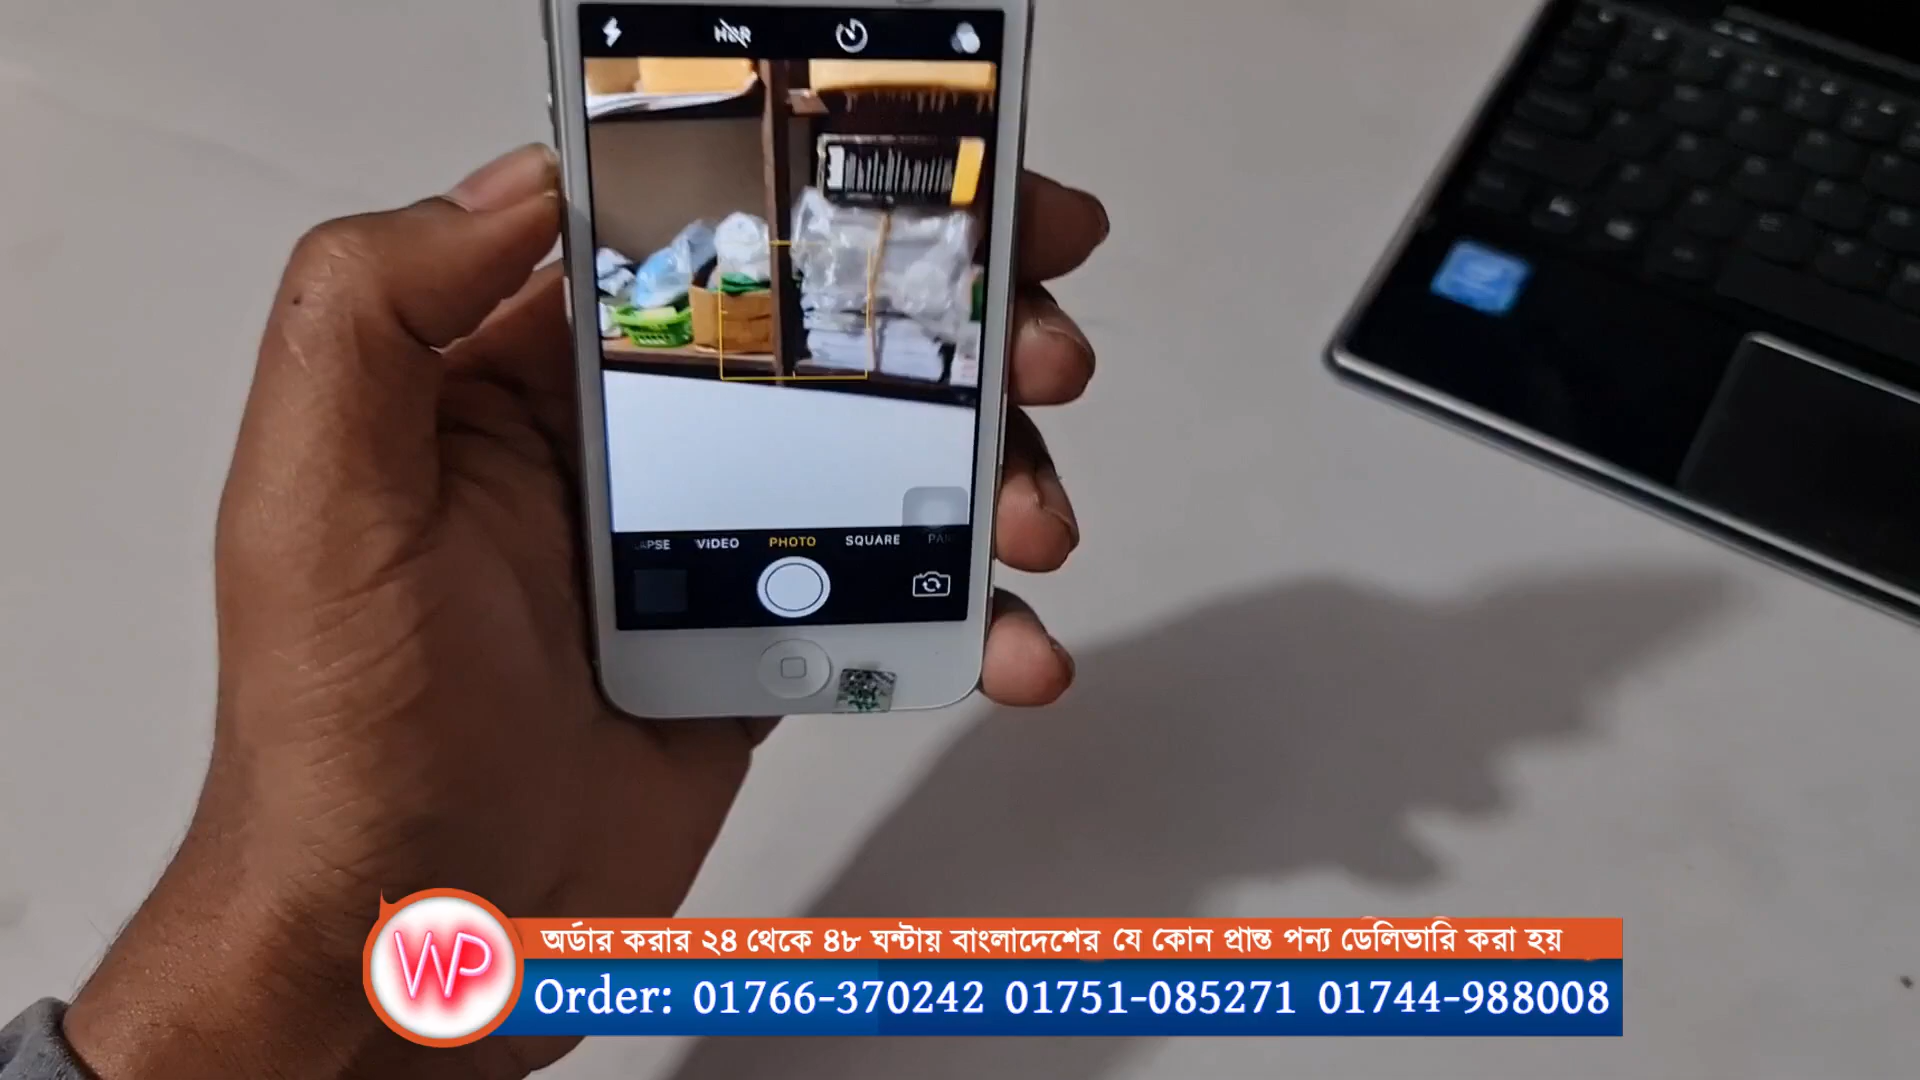 HDR
VIDEO PHOTO SQUARE
WP
অর্ডার করার ২৪ থেকে ৪৮ ঘন্টায় বাংলাদেশের যে কোন প্রান্ত পন্য ডেলিভারি করা হয়
Order: 01766-370242 01751-085271 01744-988008